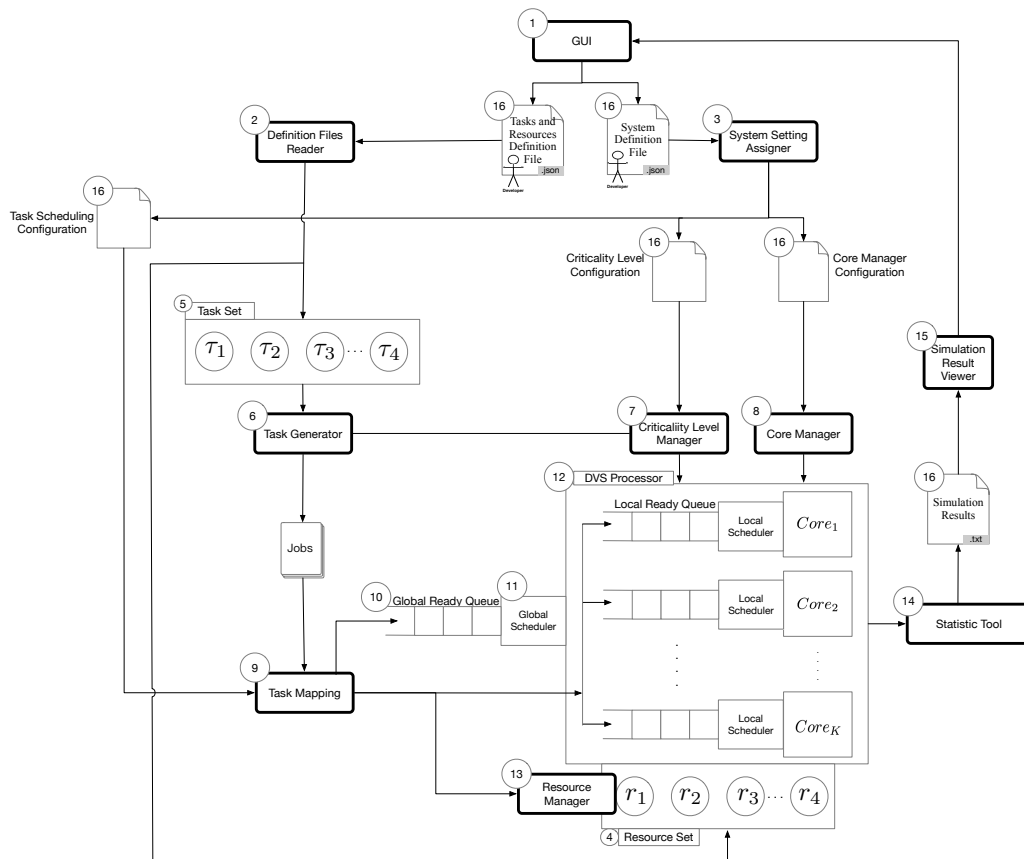 1
GUI
16
Tasks and
Resources
Definition
File
.json
Developer
16
System
Definition
File
.json
Developer
2
Definition Files
Reader
3
System Setting
Assigner
16
Task Scheduling
Configuration
16
Criticality Level
Configuration
16
Core Manager
Configuration
5
Task Set
τ1
τ2
τ3
...
τ4
15
Simulation
Result
Viewer
6
Task Generator
7
Criticaliity Level
Manager
8
Core Manager
12
DVS Processor
16
Simulation
Results
.txt
Local Ready Queue
Local
Scheduler
Core1
Jobs
10
Global Ready Queue
11
Global
Scheduler
Local
Scheduler
Core2
14
Statistic Tool
9
Task Mapping
Local
Scheduler
CoreK
13
Resource
Manager
r1
r2
r3
...
r4
4
Resource Set